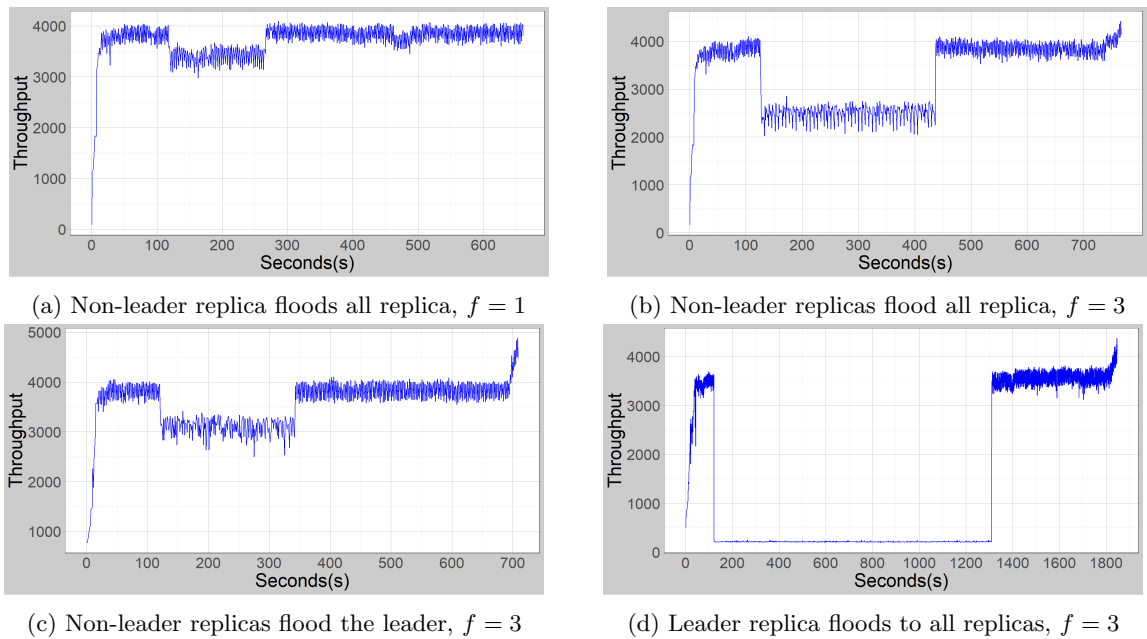 4000
3000
2000
1000
0
Throughput
0 100 200 300 400 500 600
Seconds(s)
(a) Non-leader replica floods all replica, f = 1
4000
3000
2000
1000
0
Throughput
0 100 200 300 400 500 600 700
Seconds(s)
(b) Non-leader replicas flood all replica, f = 3
5000
4000
3000
2000
1000
Throughput
0 100 200 300 400 500 600 700
Seconds(s)
(c) Non-leader replicas flood the leader, f = 3
4000
3000
2000
1000
0
Throughput
0 200 400 600 800 1000 1200 1400 1600 1800
Seconds(s)
(d) Leader replica floods to all replicas, f = 3